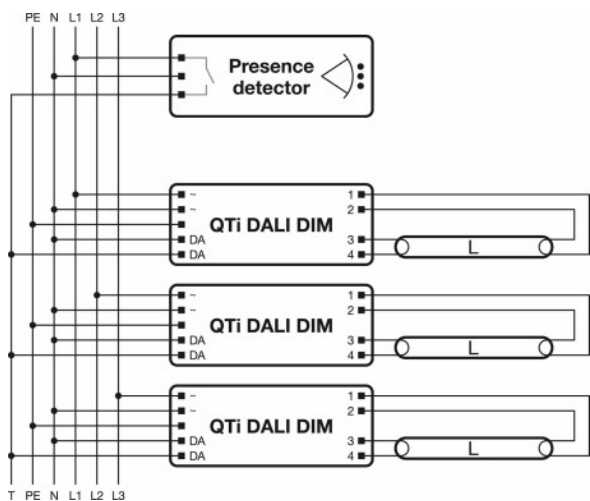 PE N L1 L2 L3
Presence
detector
~ 1
~ 2
QTi DALI DIM
DA 3 L
DA 4
~ 1
~ 2
QTi DALI DIM
DA 3 L
DA 4
~ 1
~ 2
QTi DALI DIM
DA 3 L
DA 4
T PE N L1 L2 L3